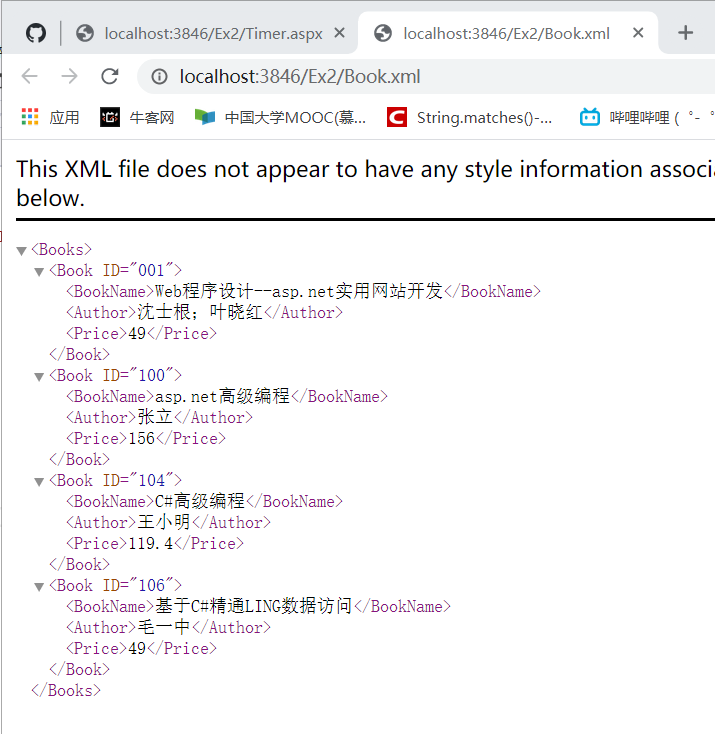 localhost:3846/Ex2/Timer.aspx
localhost:3846/Ex2/Book.xml
localhost:3846/Ex2/Book.xml
应用 牛客网 中国大学MOOC(慕... String.matches()-... 哔哩哔哩 ( ゜- ゜
This XML file does not appear to have any style information associa
below.
<Books>
<Book ID="001">
<BookName>Web程序设计--asp.net实用网站开发</BookName>
<Author>沈士根；叶晓红</Author>
<Price>49</Price>
</Book>
<Book ID="100">
<BookName>asp.net高级编程</BookName>
<Author>张立</Author>
<Price>156</Price>
</Book>
<Book ID="104">
<BookName>C#高级编程</BookName>
<Author>王小明</Author>
<Price>119.4</Price>
</Book>
<Book ID="106">
<BookName>基于C#精通LING数据访问</BookName>
<Author>毛一中</Author>
<Price>49</Price>
</Book>
</Books>